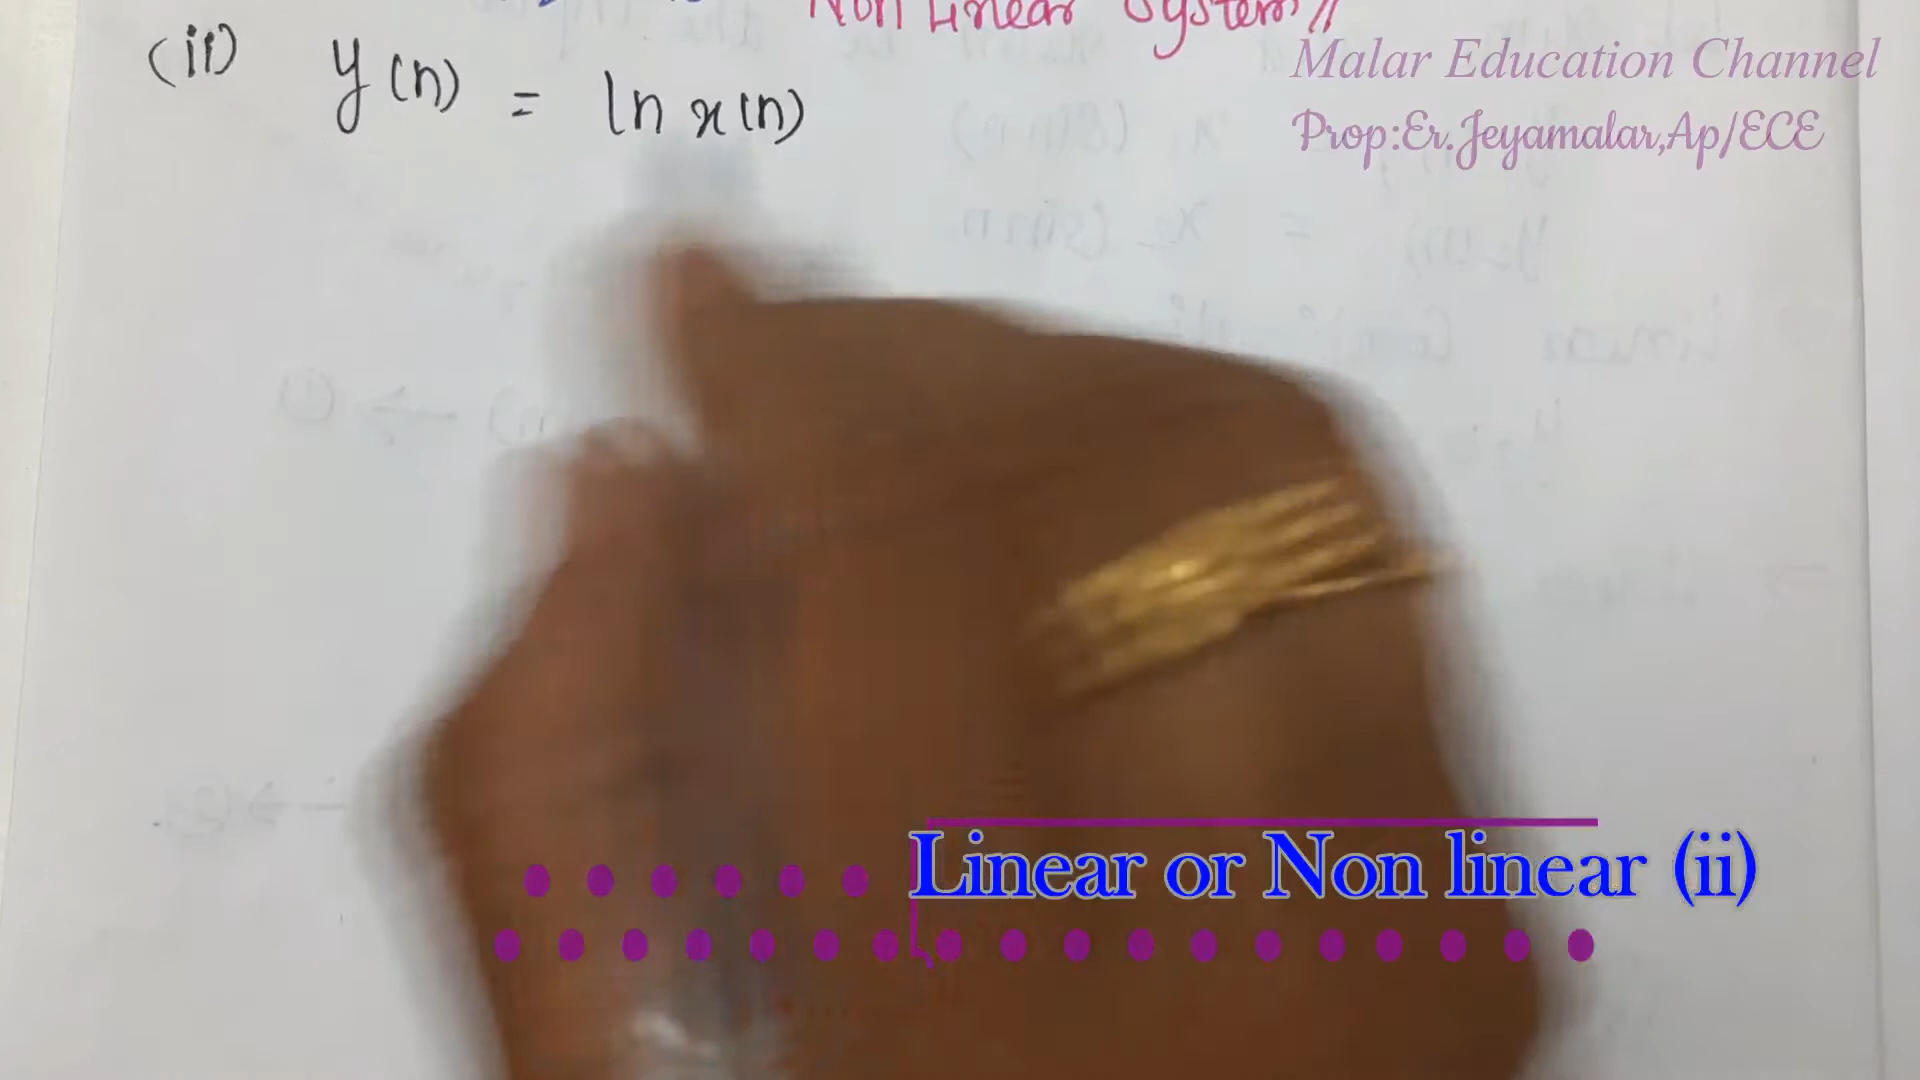 Non Linear System//
(ii) y(n) = ln x(n)
Malar Education Channel
Prop:Er.Jeyamalar,Ap/ECE
Linear or Non linear (ii)